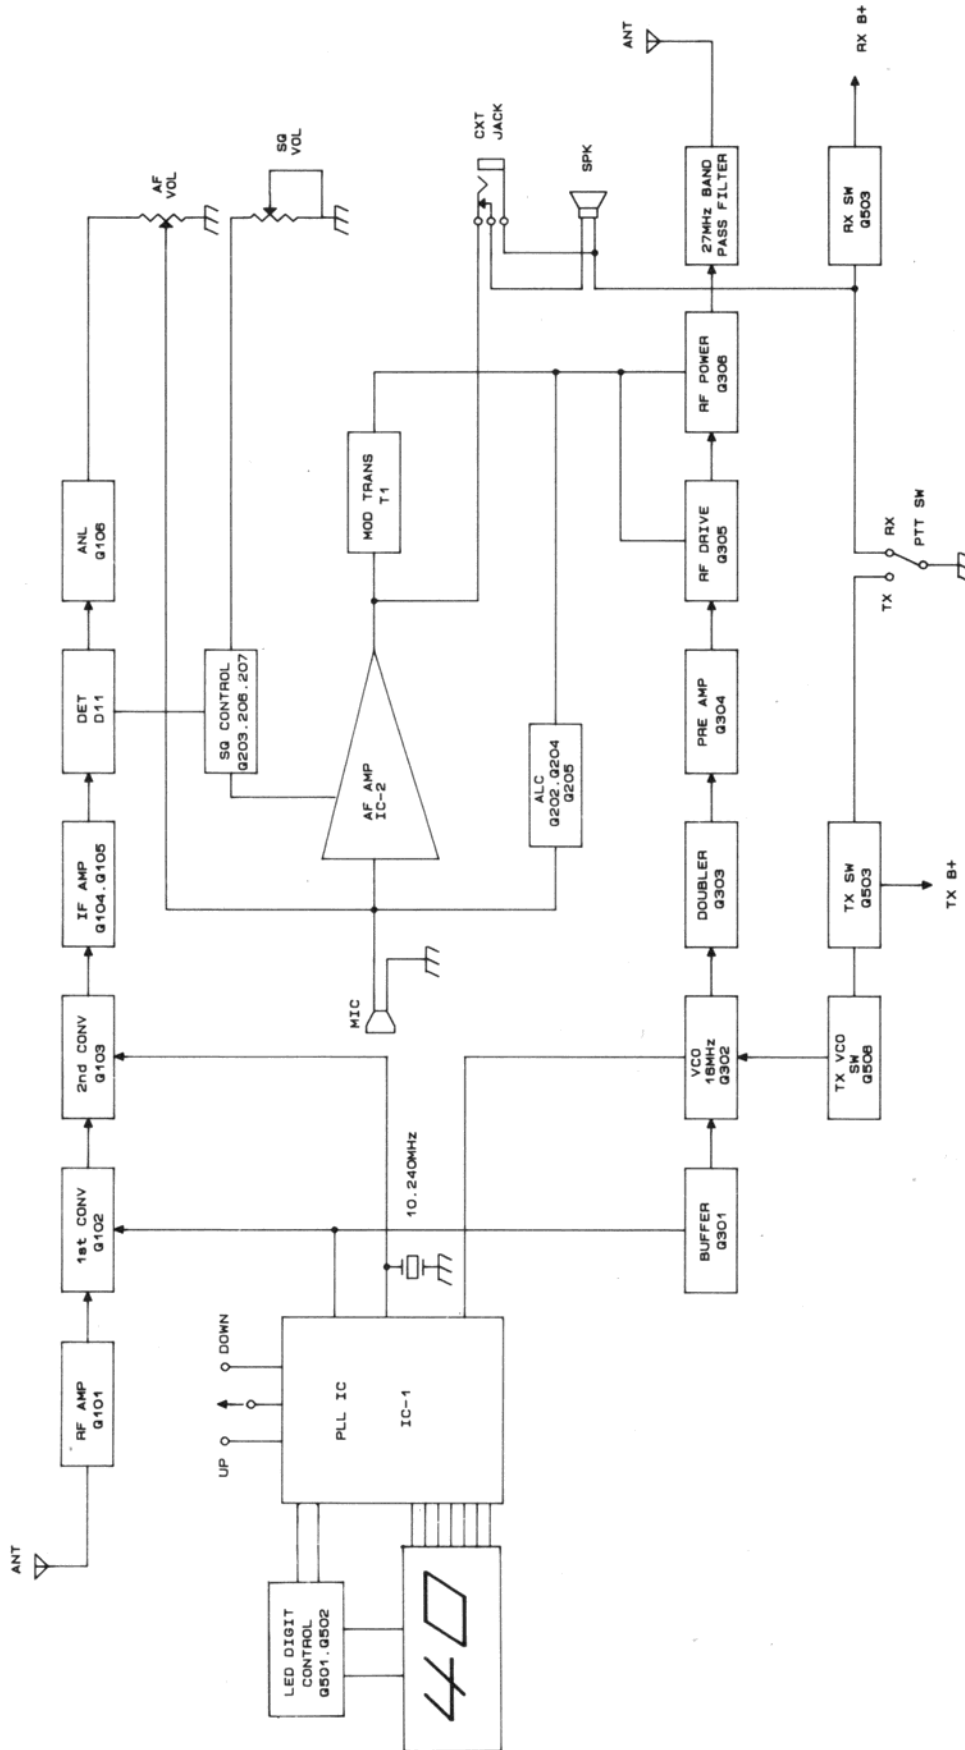 ANT
RF AMP
Q101
1st CONV
Q102
2nd CONV
Q103
IF AMP
Q104.Q105
DET
D11
ANL
Q106
AF
VOL
SQ
VOL
SQ CONTROL
Q203.206.207
UP
DOWN
LED DIGIT
CONTROL
Q501.Q502
40
PLL IC
IC-1
10.240MHz
MIC
AF AMP
IC-2
MOD TRANS
T1
CXT
JACK
SPK
ALC
Q202.Q204
Q205
BUFFER
Q301
VCO
16MHz
Q302
DOUBLER
Q303
PRE AMP
Q304
RF DRIVE
Q305
RF POWER
Q306
27MHz BAND
PASS FILTER
ANT
TX VCO
SW
Q506
TX SW
Q503
TX B+
TX
RX
PTT SW
RX SW
Q503
RX B+